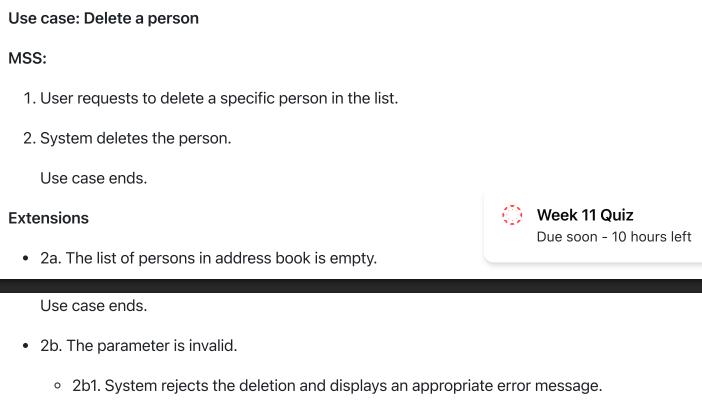 Use case: Delete a person
MSS:
1. User requests to delete a specific person in the list.
2. System deletes the person.
Use case ends.
Extensions
• 2a. The list of persons in address book is empty.
Week 11 Quiz
Due soon - 10 hours left
Use case ends.
• 2b. The parameter is invalid.
◦ 2b1. System rejects the deletion and displays an appropriate error message.